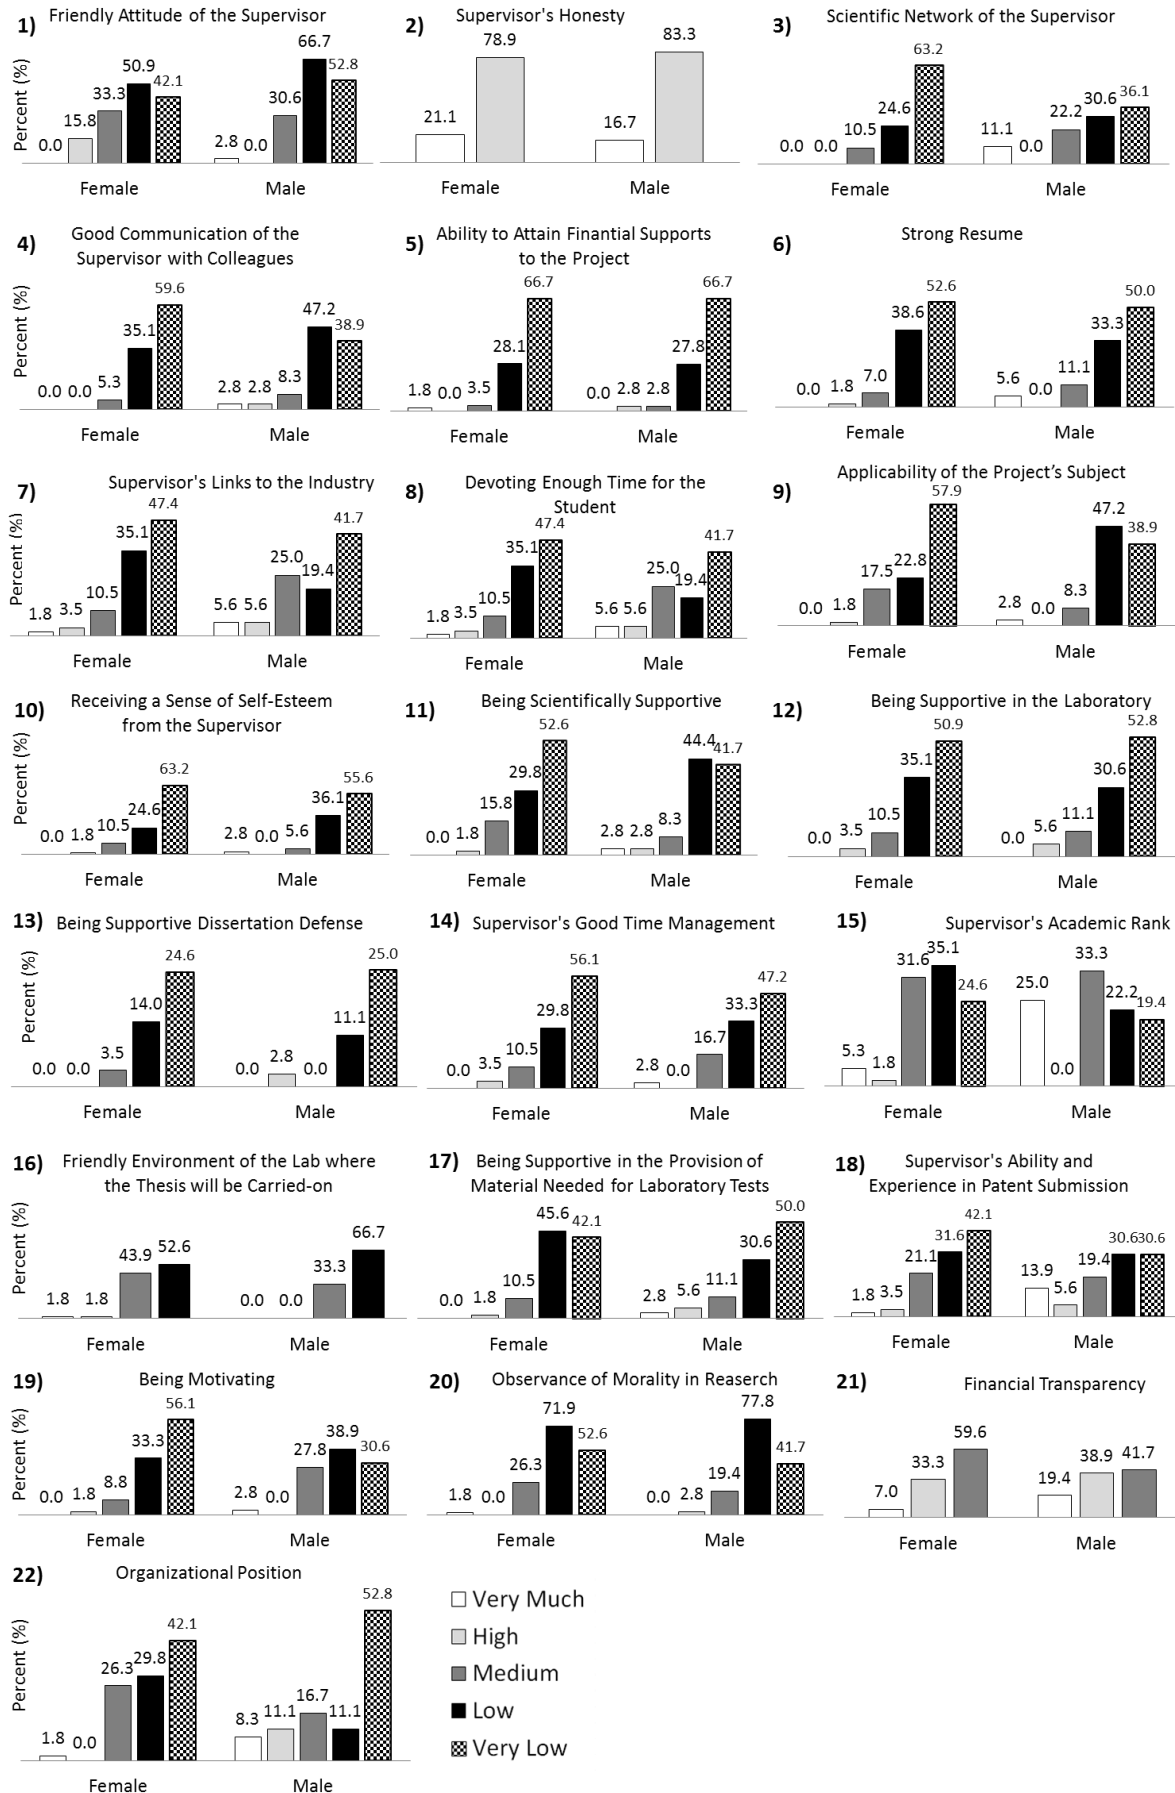 1) Friendly Attitude of the Supervisor
Percent (%)
0.0 15.8 33.3 50.9 42.1
2.8 0.0 30.6 66.7 52.8
Female Male
2) Supervisor's Honesty
21.1 78.9
16.7 83.3
Female Male
3) Scientific Network of the Supervisor
0.0 0.0 10.5 24.6 63.2
11.1 0.0 22.2 30.6 36.1
Female Male
4) Good Communication of the
Supervisor with Colleagues
Percent (%)
0.0 0.0 5.3 35.1 59.6
2.8 2.8 8.3 47.2 38.9
Female Male
5) Ability to Attain Finantial Supports
to the Project
1.8 0.0 3.5 28.1 66.7
0.0 2.8 2.8 27.8 66.7
Female Male
6) Strong Resume
0.0 1.8 7.0 38.6 52.6
5.6 0.0 11.1 33.3 50.0
Female Male
7) Supervisor's Links to the Industry
Percent (%)
1.8 3.5 10.5 35.1 47.4
5.6 5.6 25.0 19.4 41.7
Female Male
8) Devoting Enough Time for the
Student
1.8 3.5 10.5 35.1 47.4
5.6 5.6 25.0 19.4 41.7
Female Male
9) Applicability of the Project’s Subject
0.0 1.8 17.5 22.8 57.9
2.8 0.0 8.3 47.2 38.9
Female Male
10) Receiving a Sense of Self-Esteem
from the Supervisor
Percent (%)
0.0 1.8 10.5 24.6 63.2
2.8 0.0 5.6 36.1 55.6
Female Male
11) Being Scientifically Supportive
0.0 1.8 15.8 29.8 52.6
2.8 2.8 8.3 44.4 41.7
Female Male
12) Being Supportive in the Laboratory
0.0 3.5 10.5 35.1 50.9
0.0 5.6 11.1 30.6 52.8
Female Male
13) Being Supportive Dissertation Defense
Percent (%)
0.0 0.0 3.5 14.0 24.6
0.0 2.8 0.0 11.1 25.0
Female Male
14) Supervisor's Good Time Management
0.0 3.5 10.5 29.8 56.1
2.8 0.0 16.7 33.3 47.2
Female Male
15) Supervisor's Academic Rank
5.3 1.8 31.6 35.1 24.6
25.0 0.0 33.3 22.2 19.4
Female Male
16) Friendly Environment of the Lab where
the Thesis will be Carried-on
Percent (%)
1.8 1.8 43.9 52.6
0.0 0.0 33.3 66.7
Female Male
17) Being Supportive in the Provision of
Material Needed for Laboratory Tests
0.0 1.8 10.5 45.6 42.1
2.8 5.6 11.1 30.6 50.0
Female Male
18) Supervisor's Ability and
Experience in Patent Submission
1.8 3.5 21.1 31.6 42.1
13.9 5.6 19.4 30.6 30.6
Female Male
19) Being Motivating
Percent (%)
0.0 1.8 8.8 33.3 56.1
2.8 0.0 27.8 38.9 30.6
Female Male
20) Observance of Morality in Reaserch
1.8 0.0 26.3 71.9 52.6
0.0 2.8 19.4 77.8 41.7
Female Male
21) Financial Transparency
7.0 33.3 59.6
19.4 38.9 41.7
Female Male
22) Organizational Position
Percent (%)
1.8 0.0 26.3 29.8 42.1
8.3 11.1 16.7 11.1 52.8
Female Male
Very Much
High
Medium
Low
Very Low